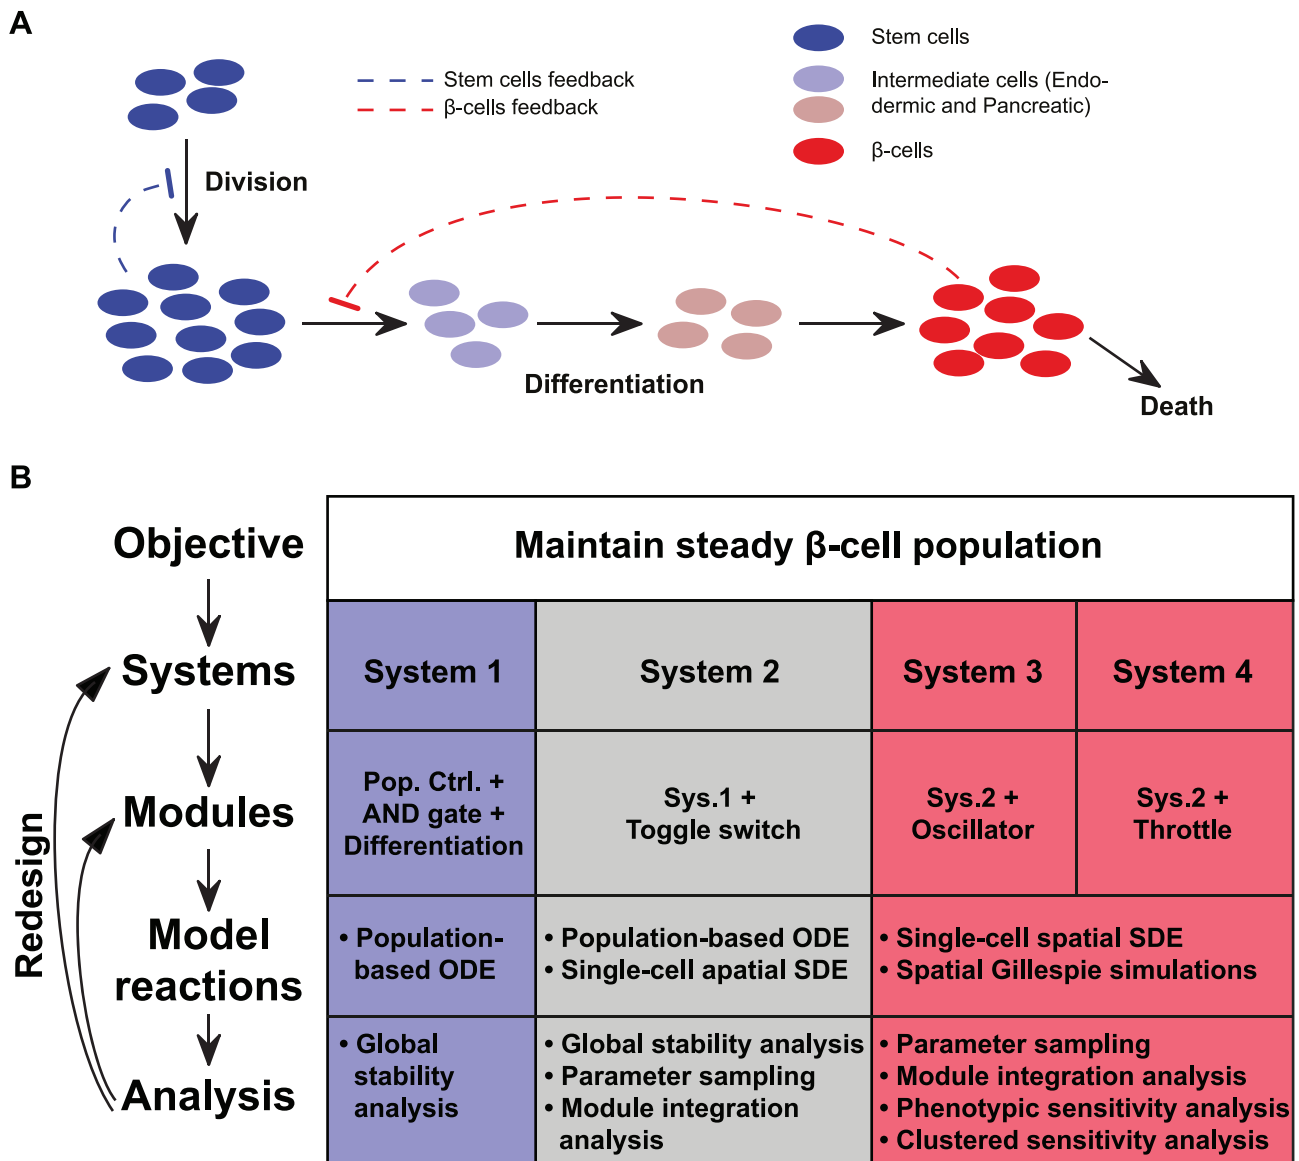 A
Stem cells
Stem cells feedback
Intermediate cells (Endo-
dermic and Pancreatic)
β-cells feedback
β-cells
Division
Differentiation
Death
B
Objective
Maintain steady β-cell population
Systems
System 1
System 2
System 3
System 4
Redesign
Modules
Pop. Ctrl. +
AND gate +
Differentiation
Sys.1 +
Toggle switch
Sys.2 +
Oscillator
Sys.2 +
Throttle
Model
reactions
• Population-
based ODE
• Population-based ODE
• Single-cell apatial SDE
• Single-cell spatial SDE
• Spatial Gillespie simulations
Analysis
• Global
stability
analysis
• Global stability analysis
• Parameter sampling
• Module integration
analysis
• Parameter sampling
• Module integration analysis
• Phenotypic sensitivity analysis
• Clustered sensitivity analysis